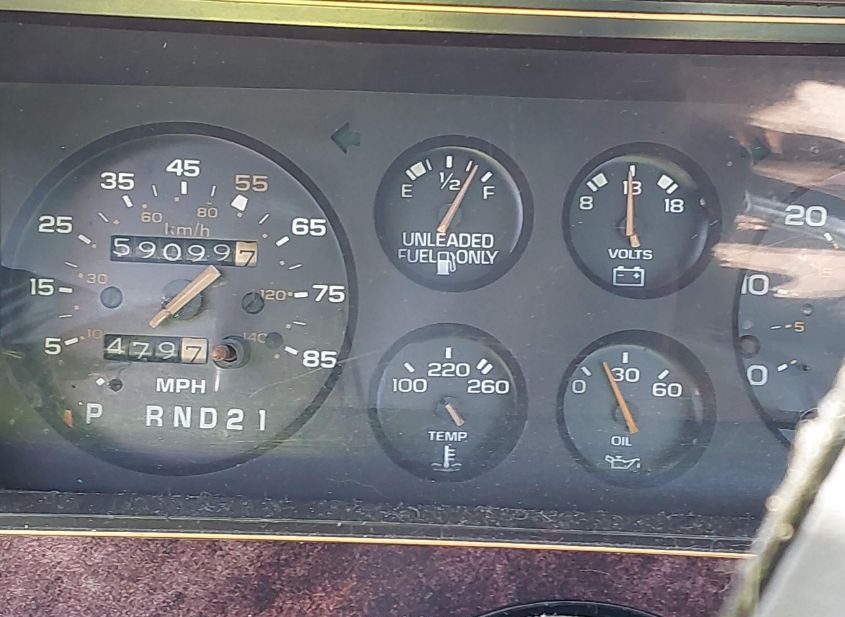 45
35 55
60 80
25 km/h 65
590997
30
15 120 75
10 140
5 4797 85
MPH
P RND21
E 1/2 F
UNLEADED
FUEL ONLY
8 13 18
VOLTS
100 220 260
TEMP
0 30 60
OIL
20
15
10
5
0